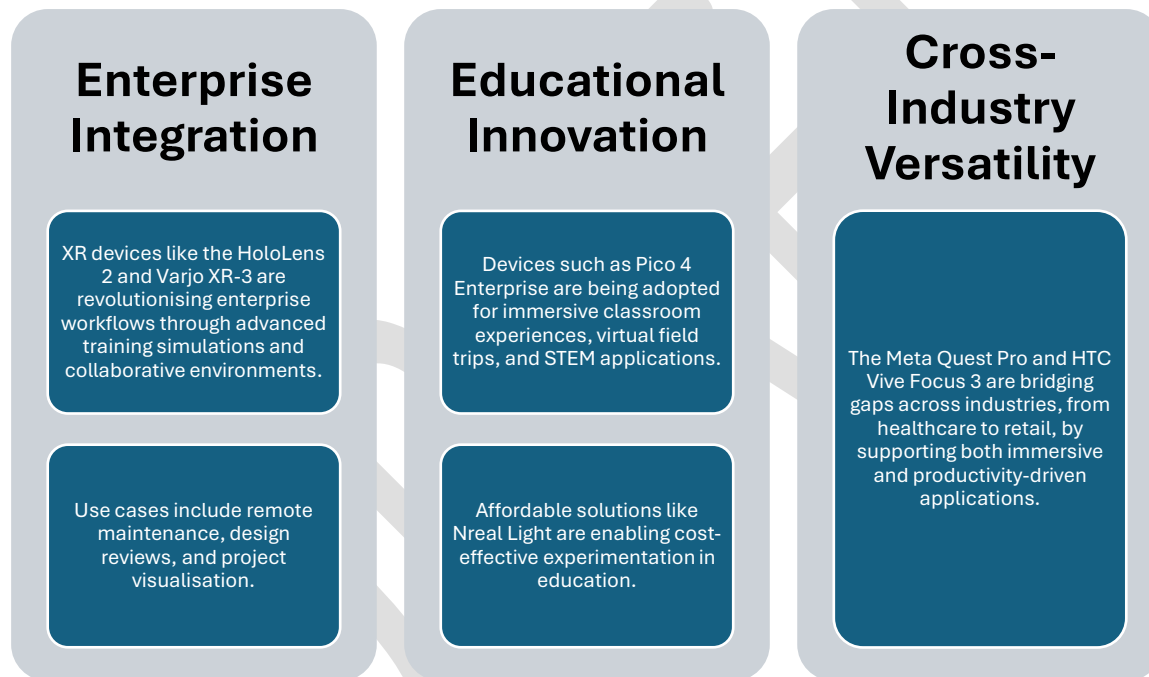 Enterprise
Integration
XR devices like the HoloLens
2 and Varjo XR-3 are
revolutionising enterprise
workflows through advanced
training simulations and
collaborative environments.
Use cases include remote
maintenance, design
reviews, and project
visualisation.
Educational
Innovation
Devices such as Pico 4
Enterprise are being adopted
for immersive classroom
experiences, virtual field
trips, and STEM applications.
Affordable solutions like
Nreal Light are enabling cost-
effective experimentation in
education.
Cross-
Industry
Versatility
The Meta Quest Pro and HTC
Vive Focus 3 are bridging
gaps across industries, from
healthcare to retail, by
supporting both immersive
and productivity-driven
applications.